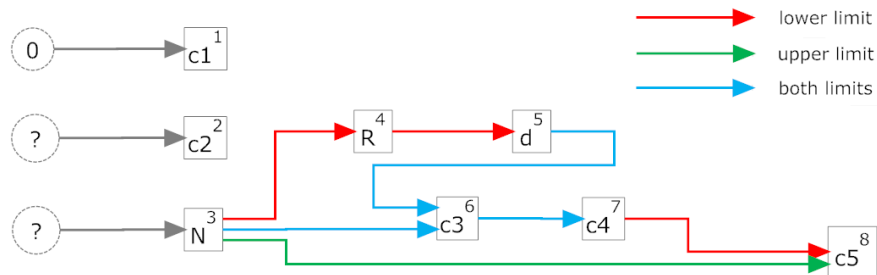 0
c1 1
lower limit
upper limit
both limits
?
c2 2
R 4
d 5
?
N 3
c3 6
c4 7
c5 8